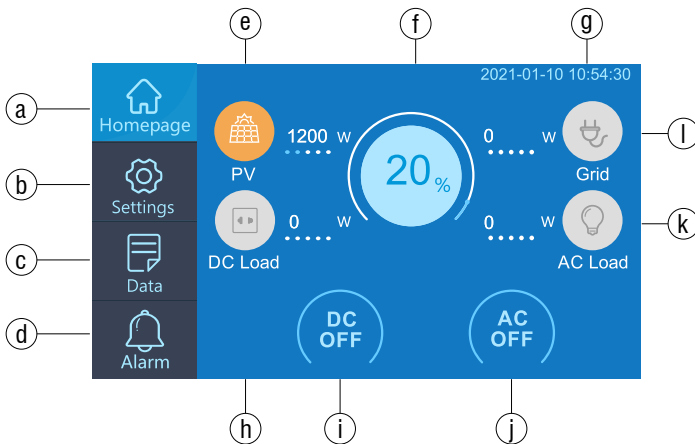 e f g
2021-01-10 10:54:30
a Homepage
1200 W
20 %
0 W
l
PV
Grid
b Settings
0 W
0 W
k
DC Load
AC Load
c Data
DC OFF
AC OFF
d Alarm
h i j